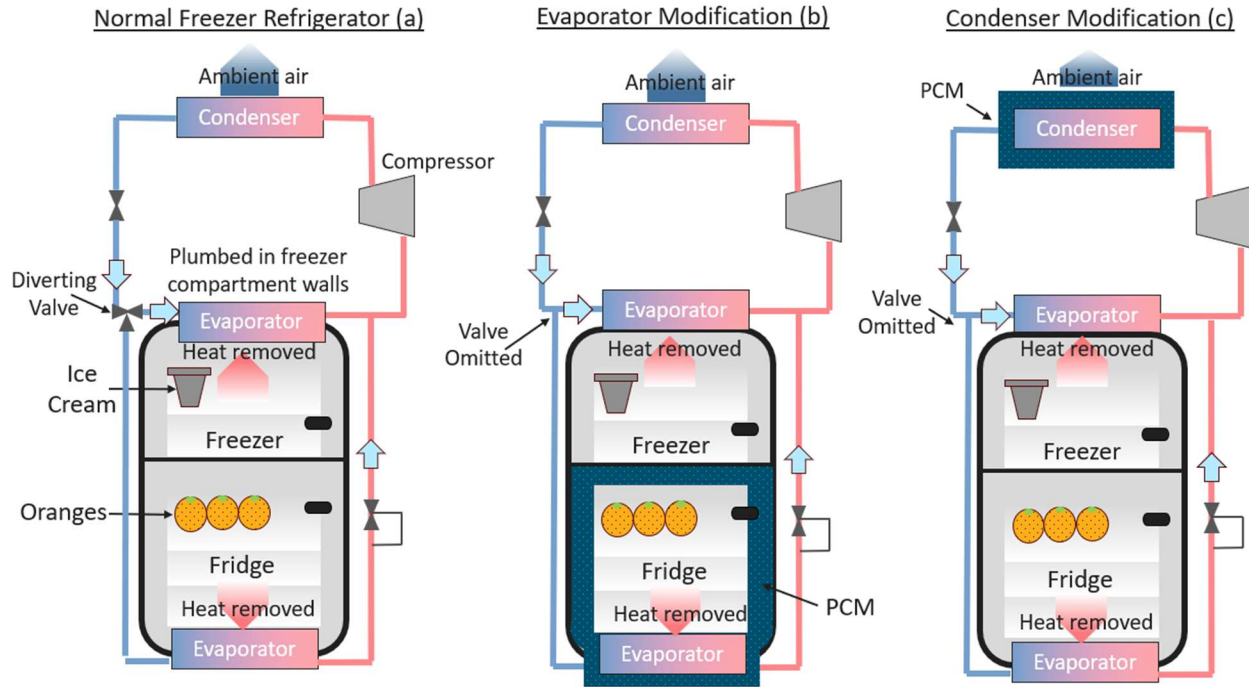 Normal Freezer Refrigerator (a)
Ambient air
Condenser
Compressor
Plumbed in freezer
compartment walls
Diverting
Valve
Evaporator
Heat removed
Ice
Cream
Freezer
Oranges
Fridge
Heat removed
Evaporator
Evaporator Modification (b)
Ambient air
Condenser
Evaporator
Valve
Omitted
Heat removed
Freezer
Fridge
Heat removed
PCM
Evaporator
Condenser Modification (c)
Ambient air
PCM
Condenser
Valve
Omitted
Evaporator
Heat removed
Freezer
Fridge
Heat removed
Evaporator